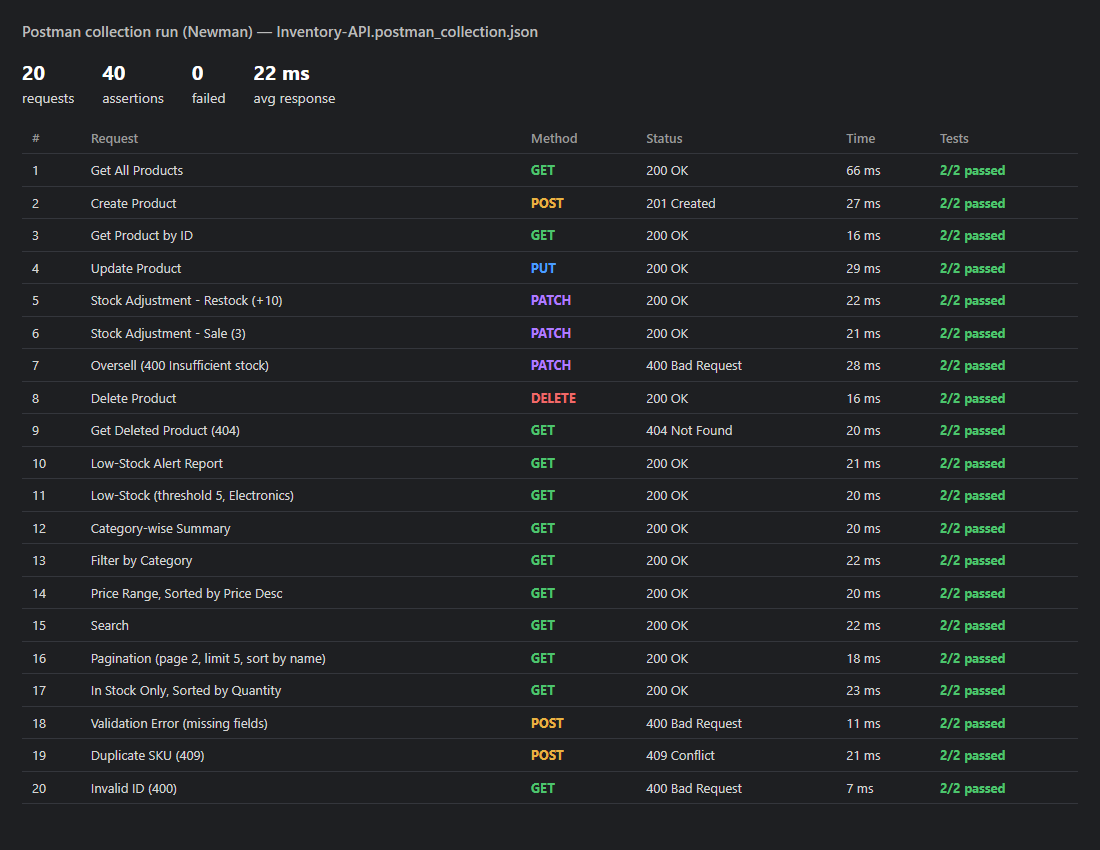 Postman collection run (Newman) — Inventory-API.postman_collection.json
20 40 0 22 ms
requests assertions failed avg response
# Request Method Status Time Tests
1 Get All Products GET 200 OK 66 ms 2/2 passed
2 Create Product POST 201 Created 27 ms 2/2 passed
3 Get Product by ID GET 200 OK 16 ms 2/2 passed
4 Update Product PUT 200 OK 29 ms 2/2 passed
5 Stock Adjustment - Restock (+10) PATCH 200 OK 22 ms 2/2 passed
6 Stock Adjustment - Sale (3) PATCH 200 OK 21 ms 2/2 passed
7 Oversell (400 Insufficient stock) PATCH 400 Bad Request 28 ms 2/2 passed
8 Delete Product DELETE 200 OK 16 ms 2/2 passed
9 Get Deleted Product (404) GET 404 Not Found 20 ms 2/2 passed
10 Low-Stock Alert Report GET 200 OK 21 ms 2/2 passed
11 Low-Stock (threshold 5, Electronics) GET 200 OK 20 ms 2/2 passed
12 Category-wise Summary GET 200 OK 20 ms 2/2 passed
13 Filter by Category GET 200 OK 22 ms 2/2 passed
14 Price Range, Sorted by Price Desc GET 200 OK 20 ms 2/2 passed
15 Search GET 200 OK 22 ms 2/2 passed
16 Pagination (page 2, limit 5, sort by name) GET 200 OK 18 ms 2/2 passed
17 In Stock Only, Sorted by Quantity GET 200 OK 23 ms 2/2 passed
18 Validation Error (missing fields) POST 400 Bad Request 11 ms 2/2 passed
19 Duplicate SKU (409) POST 409 Conflict 21 ms 2/2 passed
20 Invalid ID (400) GET 400 Bad Request 7 ms 2/2 passed